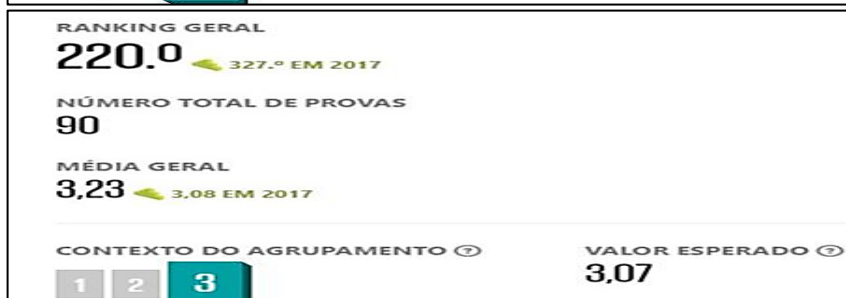 RANKING GERAL
220.º 327.º EM 2017
NÚMERO TOTAL DE PROVAS
90
MÉDIA GERAL
3,23 3,08 EM 2017
CONTEXTO DO AGRUPAMENTO ? VALOR ESPERADO ?
1 2 3 3,07